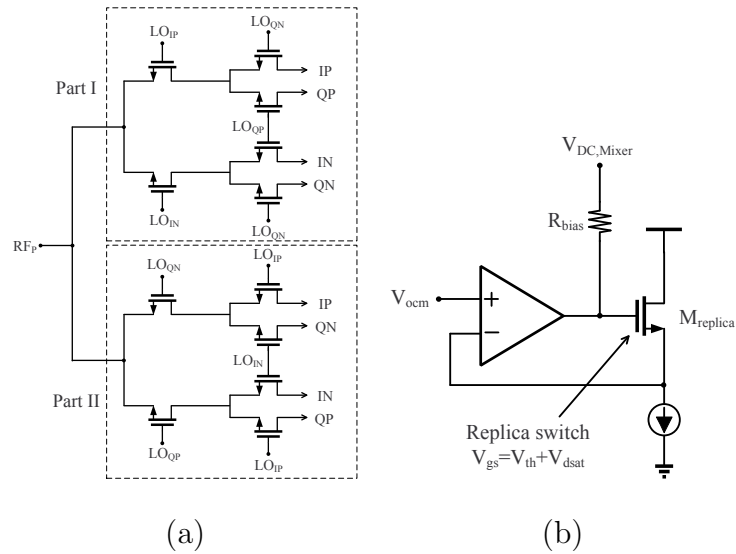 LO_QN
LO_IP
Part I
IP
QP
LO_QP
IN
QN
LO_IN
LO_QN
RF_P
LO_IP
LO_QN
IP
QN
LO_IN
Part II
IN
QP
LO_QP
LO_IP
(a)
V_DC,Mixer
R_bias
V_ocm
+
−
M_replica
Replica switch
V_gs=V_th+V_dsat
(b)